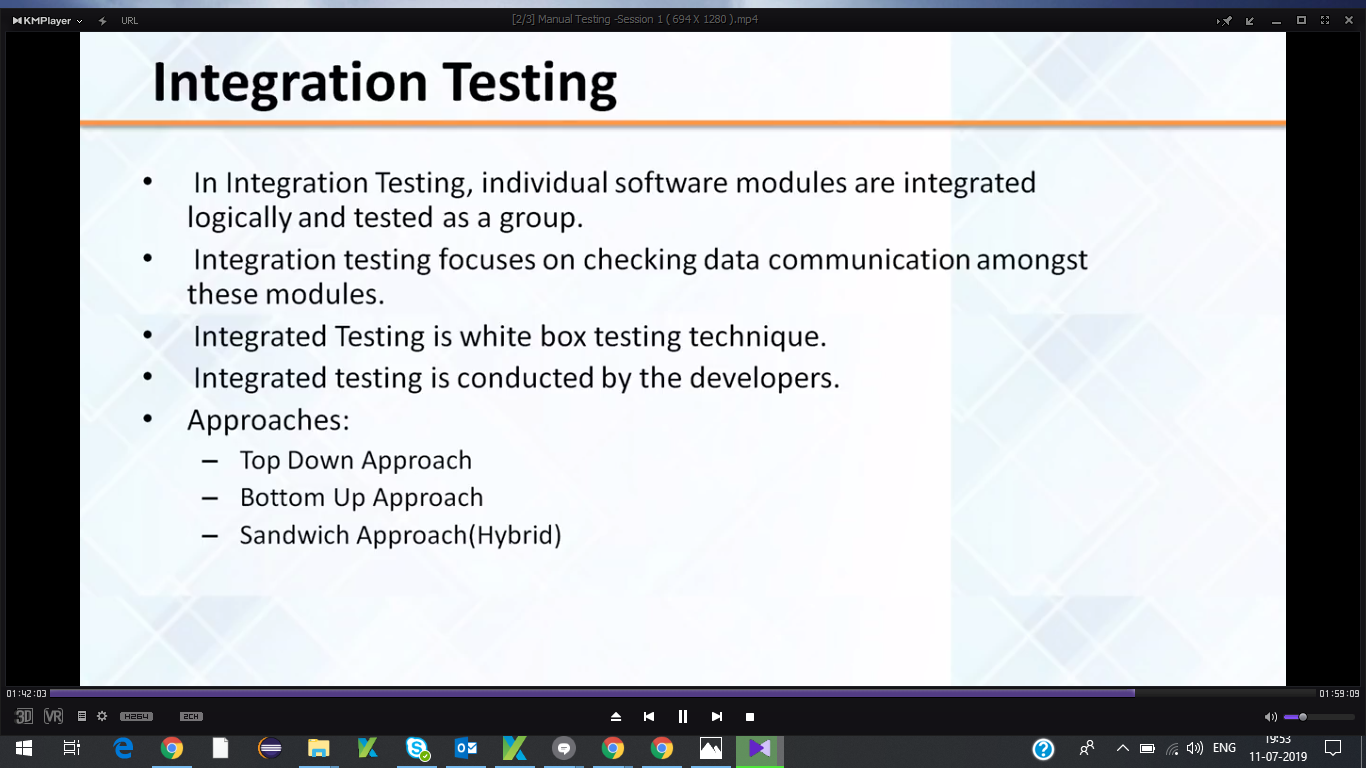 KMPlayer
URL
[2/3] Manual Testing -Session 1 ( 694 X 1280 ).mp4
Integration Testing
• In Integration Testing, individual software modules are integrated
logically and tested as a group.
• Integration testing focuses on checking data communication amongst
these modules.
• Integrated Testing is white box testing technique.
• Integrated testing is conducted by the developers.
• Approaches:
– Top Down Approach
– Bottom Up Approach
– Sandwich Approach(Hybrid)
01:42:03
01:59:09
3D VR H264 2CH
ENG
19:53
11-07-2019